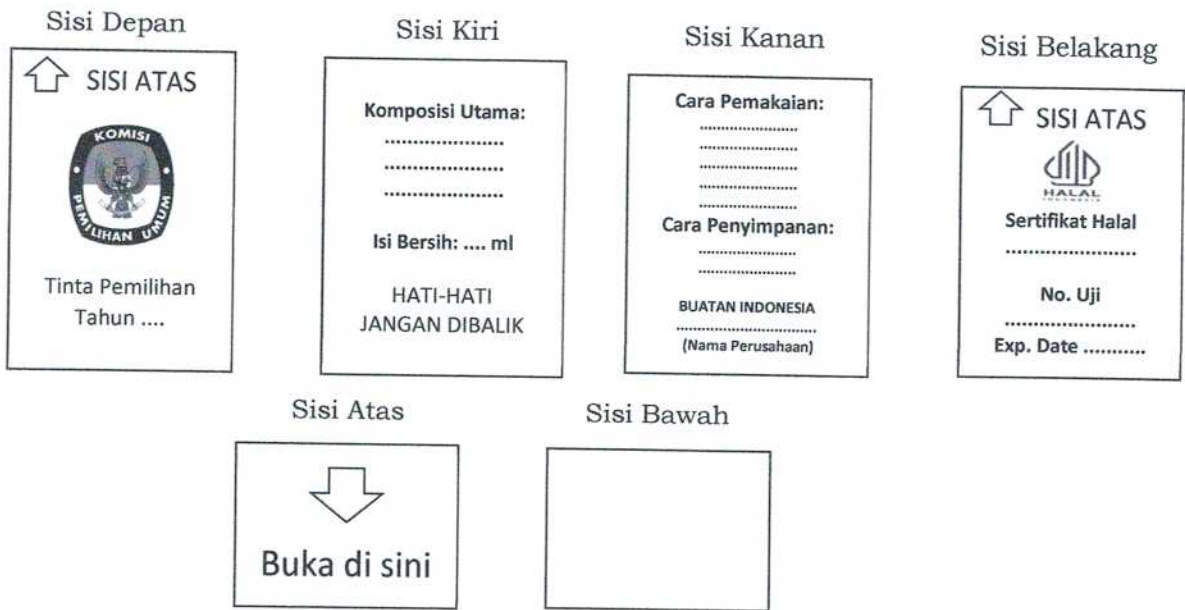 Sisi Depan
SISI ATAS
KOMISI
PEMILIHAN UMUM
Tinta Pemilihan
Tahun ....
Sisi Kiri
Komposisi Utama:
....................
....................
....................
Isi Bersih: .... ml
HATI-HATI
JANGAN DIBALIK
Sisi Kanan
Cara Pemakaian:
.......................
.......................
.......................
.......................
.......................
Cara Penyimpanan:
.......................
.......................
BUATAN INDONESIA
.................................
(Nama Perusahaan)
Sisi Belakang
SISI ATAS
HALAL
INDONESIA
Sertifikat Halal
.......................
No. Uji
.......................
Exp. Date ...........
Sisi Atas
Buka di sini
Sisi Bawah